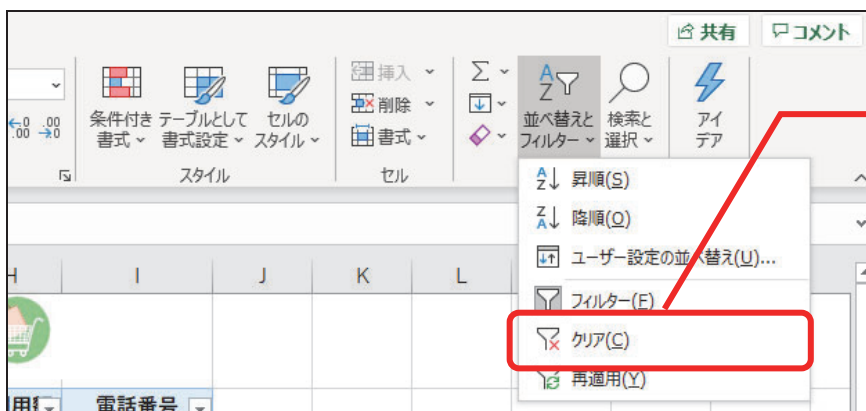 共有
コメント
挿入
削除
書式
条件付き
書式
テーブルとして
書式設定
セルの
スタイル
並べ替えと
フィルター
検索と
選択
アイ
デア
.00
.00
スタイル
セル
昇順(S)
降順(O)
ユーザー設定の並べ替え(U)...
フィルター(F)
クリア(C)
再適用(Y)
H
I
J
K
L
電話番号